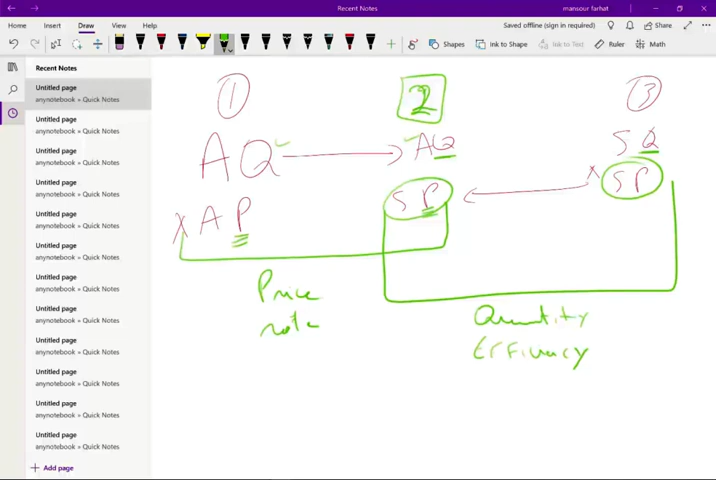 Recent Notes
mansour farhat
Home Insert Draw View Help
Saved offline (sign in required)
Share
Shapes
Ink to Shape
Ink to Text
Ruler
Math
Recent Notes
Untitled page
anynotebook » Quick Notes
Untitled page
anynotebook » Quick Notes
Untitled page
anynotebook » Quick Notes
Untitled page
anynotebook » Quick Notes
Untitled page
anynotebook » Quick Notes
Untitled page
anynotebook » Quick Notes
Untitled page
anynotebook » Quick Notes
Untitled page
anynotebook » Quick Notes
Untitled page
anynotebook » Quick Notes
Untitled page
anynotebook » Quick Notes
Untitled page
anynotebook » Quick Notes
Untitled page
anynotebook » Quick Notes
+ Add page
1 2 3
AQ AQ SQ
x AP SP x SP
Price
rate
Quantity
Efficiency